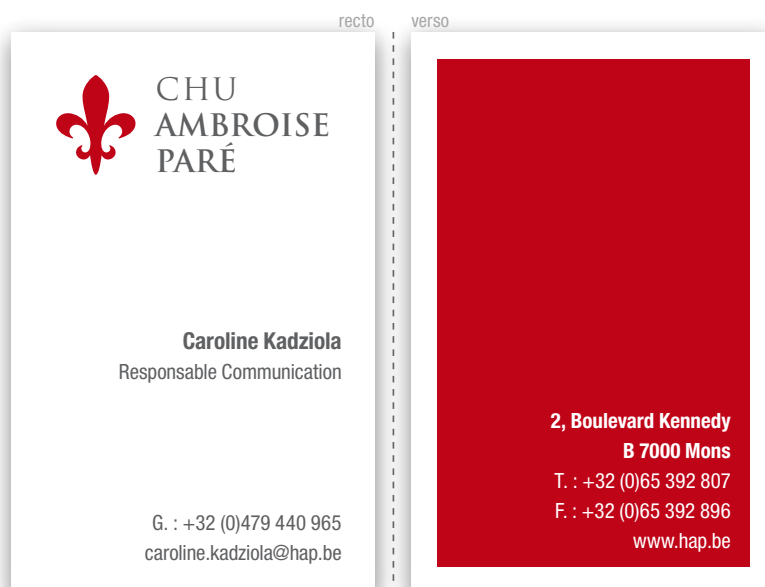 recto
verso
CHU
AMBROISE
PARÉ
Caroline Kadziola
Responsable Communication
G. : +32 (0)479 440 965
caroline.kadziola@hap.be
2, Boulevard Kennedy
B 7000 Mons
T. : +32 (0)65 392 807
F. : +32 (0)65 392 896
www.hap.be